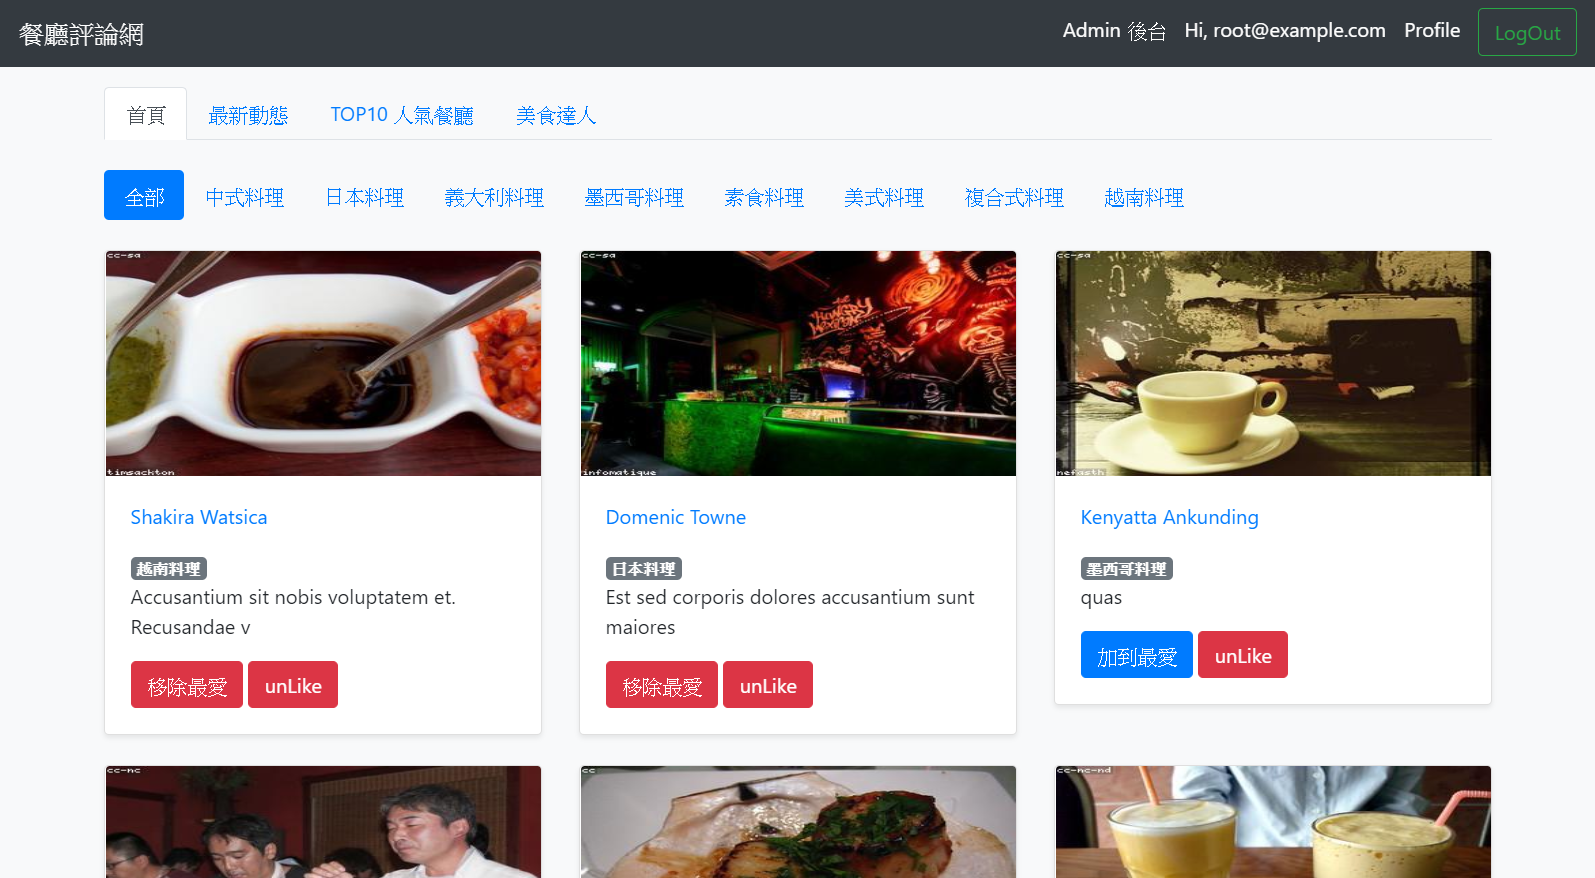 餐廳評論網
Admin 後台 Hi, root@example.com Profile LogOut
首頁 最新動態 TOP10 人氣餐廳 美食達人
全部 中式料理 日本料理 義大利料理 墨西哥料理 素食料理 美式料理 複合式料理 越南料理
cc-sa
timsackton
cc-sa
HUNGRY
infomatique
cc-sa
nefasth
Shakira Watsica
越南料理
Accusantium sit nobis voluptatem et.
Recusandae v
移除最愛 unLike
Domenic Towne
日本料理
Est sed corporis dolores accusantium sunt
maiores
移除最愛 unLike
Kenyatta Ankunding
墨西哥料理
quas
加到最愛 unLike
cc-nc
cc
cc-nc-nd